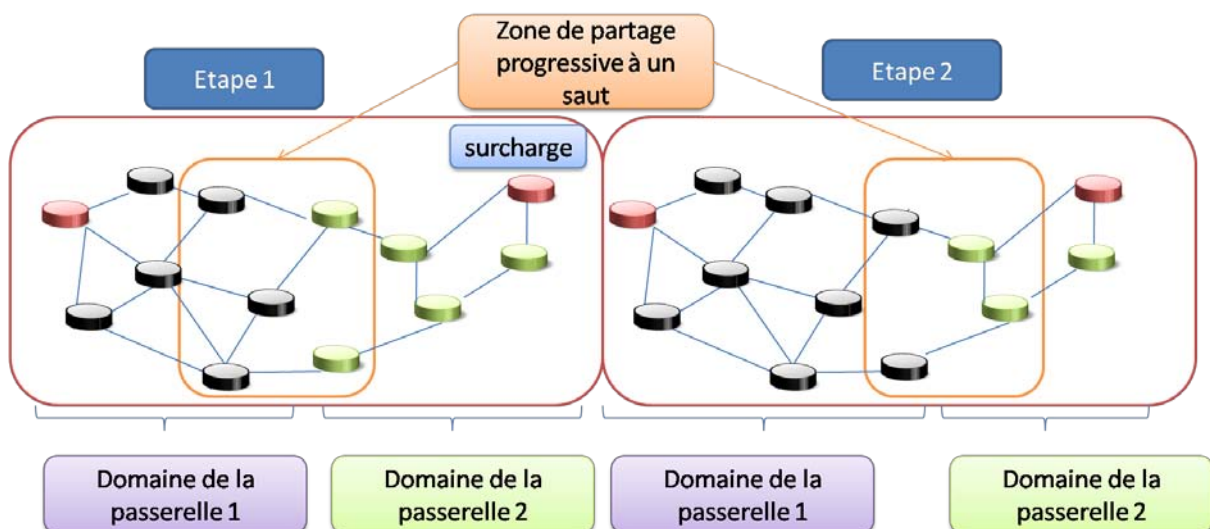 Zone de partage
progressive à un
saut
Etape 1
Etape 2
surcharge
Domaine de la
passerelle 1
Domaine de la
passerelle 2
Domaine de la
passerelle 1
Domaine de la
passerelle 2